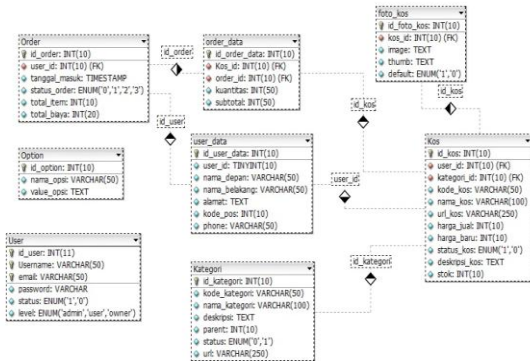 Order
id_order: INT(10)
user_id: INT(10) (FK)
tanggal_masuk: TIMESTAMP
status_order: ENUM('0','1','2','3')
total_item: INT(10)
total_biaya: INT(20)
id_order
order_data
id_order_data: INT(10)
Kos_id: INT(10) (FK)
order_id: INT(10) (FK)
kuantitas: INT(50)
subtotal: INT(50)
foto_kos
id_foto_kos: INT(10)
kos_id: INT(10) (FK)
image: TEXT
thumb: TEXT
default: ENUM('1','0')
id_kos
id_kos
id_user
Option
id_option: INT(10)
nama_opsi: VARCHAR(50)
value_opsi: TEXT
user_data
id_user_data: INT(10)
user_id: TINYINT(10)
nama_depan: VARCHAR(50)
nama_belakang: VARCHAR(50)
alamat: TEXT
kode_pos: INT(10)
phone: VARCHAR(50)
user_id
Kos
id_kos: INT(10)
user_id: INT(10) (FK)
kategori_id: INT(10) (FK)
kode_kos: VARCHAR(50)
nama_kos: VARCHAR(100)
url_kos: VARCHAR(250)
harga_jual: INT(10)
harga_baru: INT(10)
status_kos: ENUM('1','0')
deskripsi_kos: TEXT
stok: INT(10)
User
id_user: INT(11)
Username: VARCHAR(50)
email: VARCHAR(50)
password: VARCHAR
status: ENUM('1','0')
level: ENUM('admin','user','owner')
id_kategori
Kategori
id_kategori: INT(10)
kode_kategori: VARCHAR(50)
nama_kategori: VARCHAR(100)
deskripsi: TEXT
parent: INT(10)
status: ENUM('0','1')
url: VARCHAR(250)